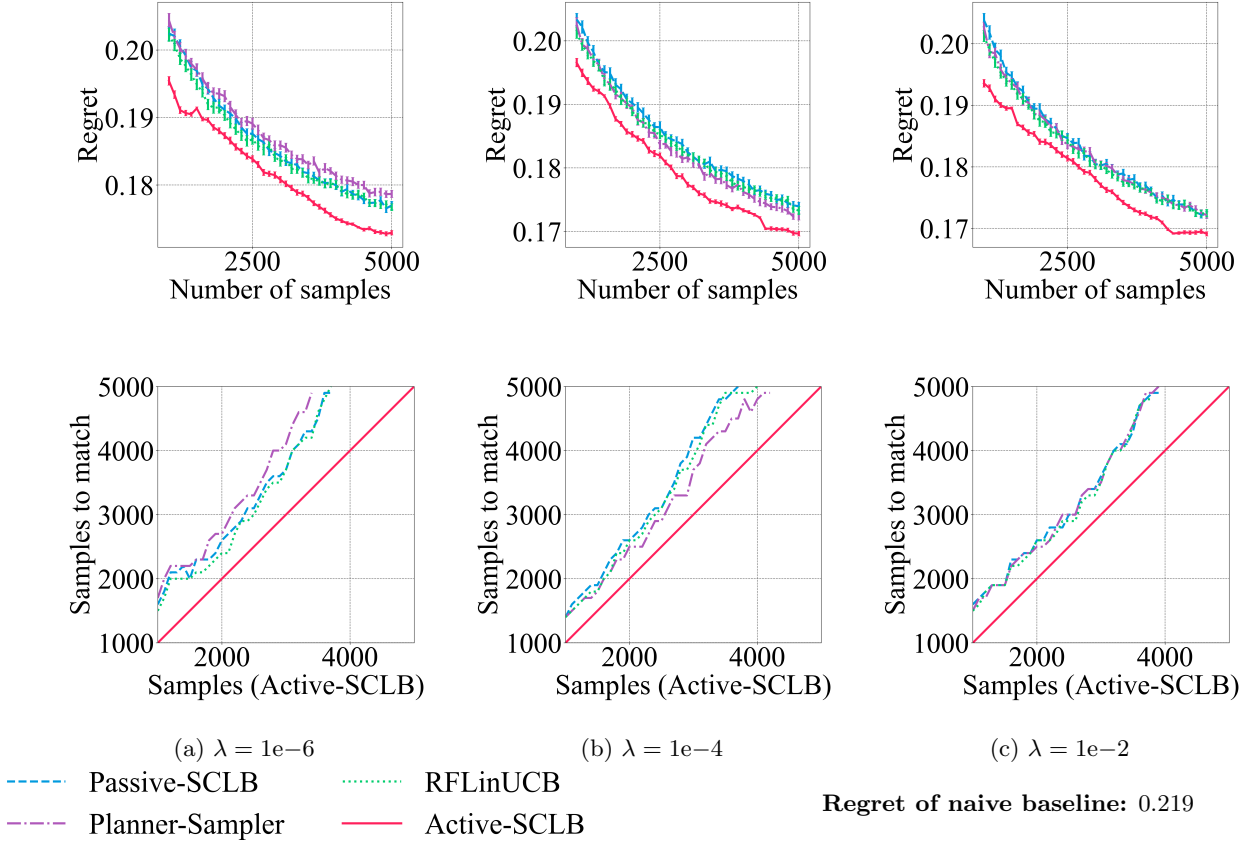 0.20
0.19
0.18
Regret
2500
5000
Number of samples
0.20
0.19
0.18
0.17
Regret
2500
5000
Number of samples
0.20
0.19
0.18
0.17
Regret
2500
5000
Number of samples
5000
4000
3000
2000
1000
Samples to match
2000
4000
Samples (Active-SCLB)
5000
4000
3000
2000
1000
Samples to match
2000
4000
Samples (Active-SCLB)
5000
4000
3000
2000
1000
Samples to match
2000
4000
Samples (Active-SCLB)
(a) λ = 1e−6
(b) λ = 1e−4
(c) λ = 1e−2
Passive-SCLB
RFLinUCB
Planner-Sampler
Active-SCLB
Regret of naive baseline: 0.219